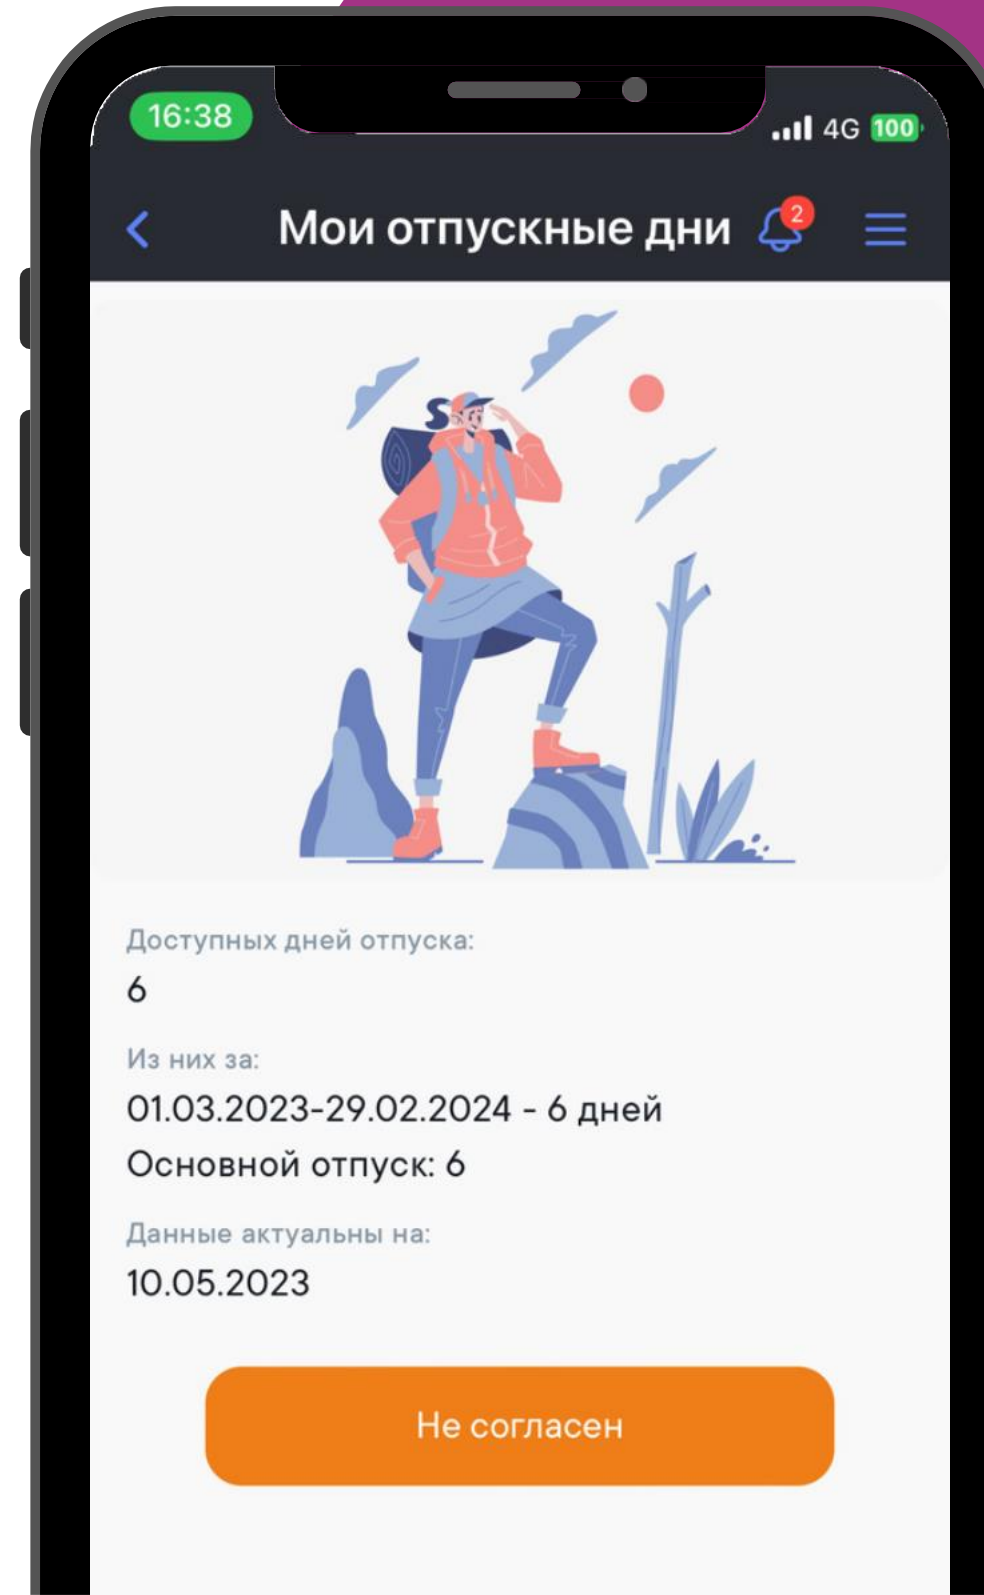 16:38
4G 100
Мои отпускные дни
2
Доступных дней отпуска:
6
Из них за:
01.03.2023-29.02.2024 - 6 дней
Основной отпуск: 6
Данные актуальны на:
10.05.2023
Не согласен